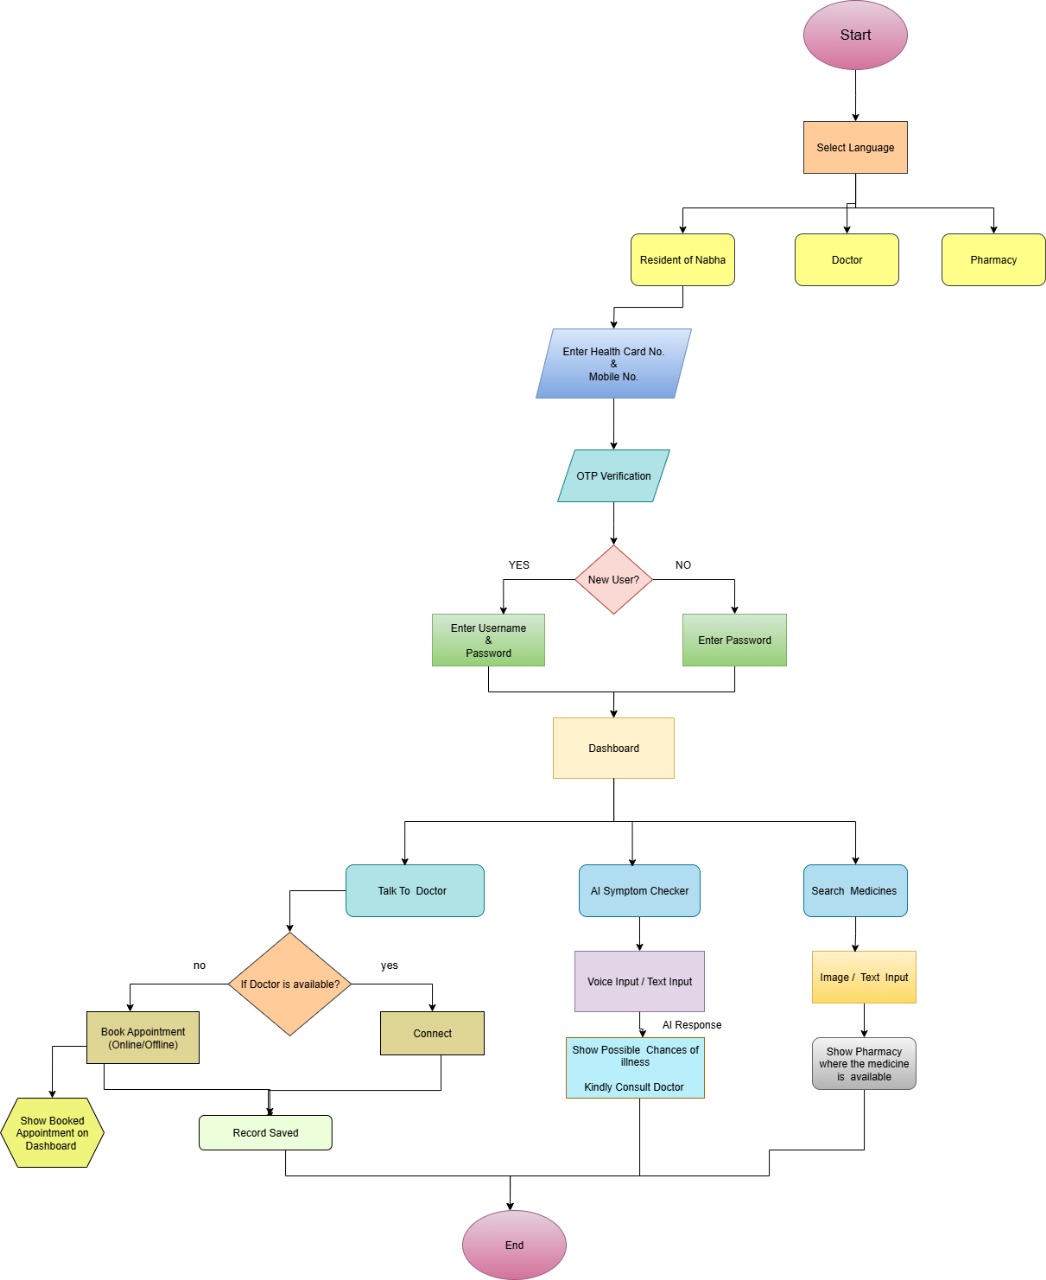 Start
Select Language
Resident of Nabha
Doctor
Pharmacy
Enter Health Card No.
&
Mobile No.
OTP Verification
YES
New User?
NO
Enter Username
&
Password
Enter Password
Dashboard
Talk To Doctor
AI Symptom Checker
Search Medicines
no
If Doctor is available?
yes
Voice Input / Text Input
Image / Text Input
Book Appointment
(Online/Offline)
Connect
AI Response
Show Possible Chances of
illness
Kindly Consult Doctor
Show Pharmacy
where the medicine
is available
Show Booked
Appointment on
Dashboard
Record Saved
End